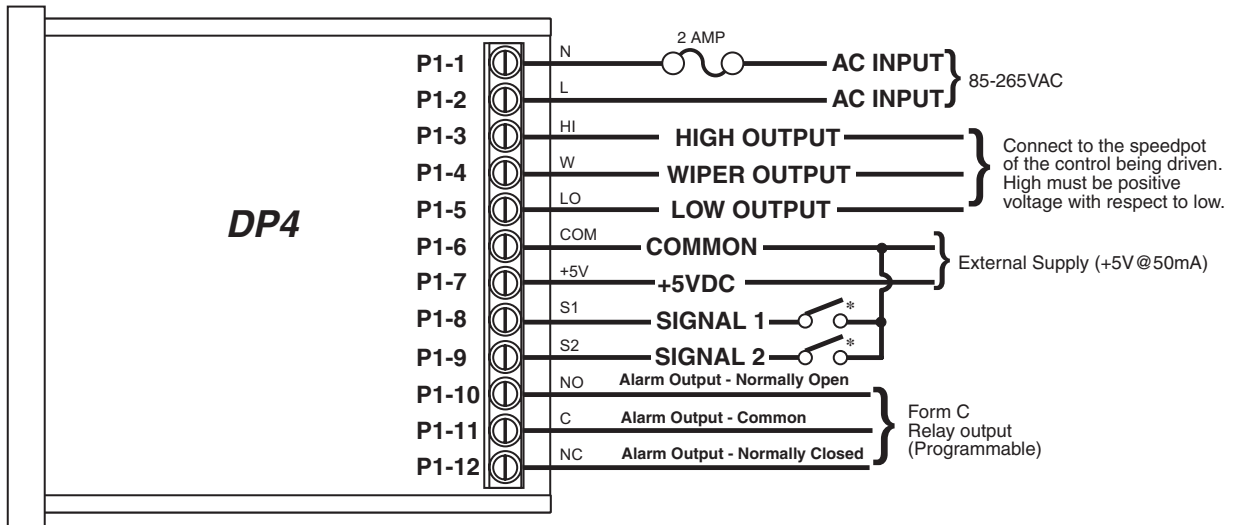 DP4
P1-1 N 2 AMP AC INPUT
P1-2 L AC INPUT
85-265VAC
P1-3 HI HIGH OUTPUT
P1-4 W WIPER OUTPUT
P1-5 LO LOW OUTPUT
Connect to the speedpot
of the control being driven.
High must be positive
voltage with respect to low.
P1-6 COM COMMON
P1-7 +5V +5VDC
External Supply (+5V@50mA)
P1-8 S1 SIGNAL 1 *
P1-9 S2 SIGNAL 2 *
P1-10 NO Alarm Output - Normally Open
P1-11 C Alarm Output - Common
P1-12 NC Alarm Output - Normally Closed
Form C
Relay output
(Programmable)